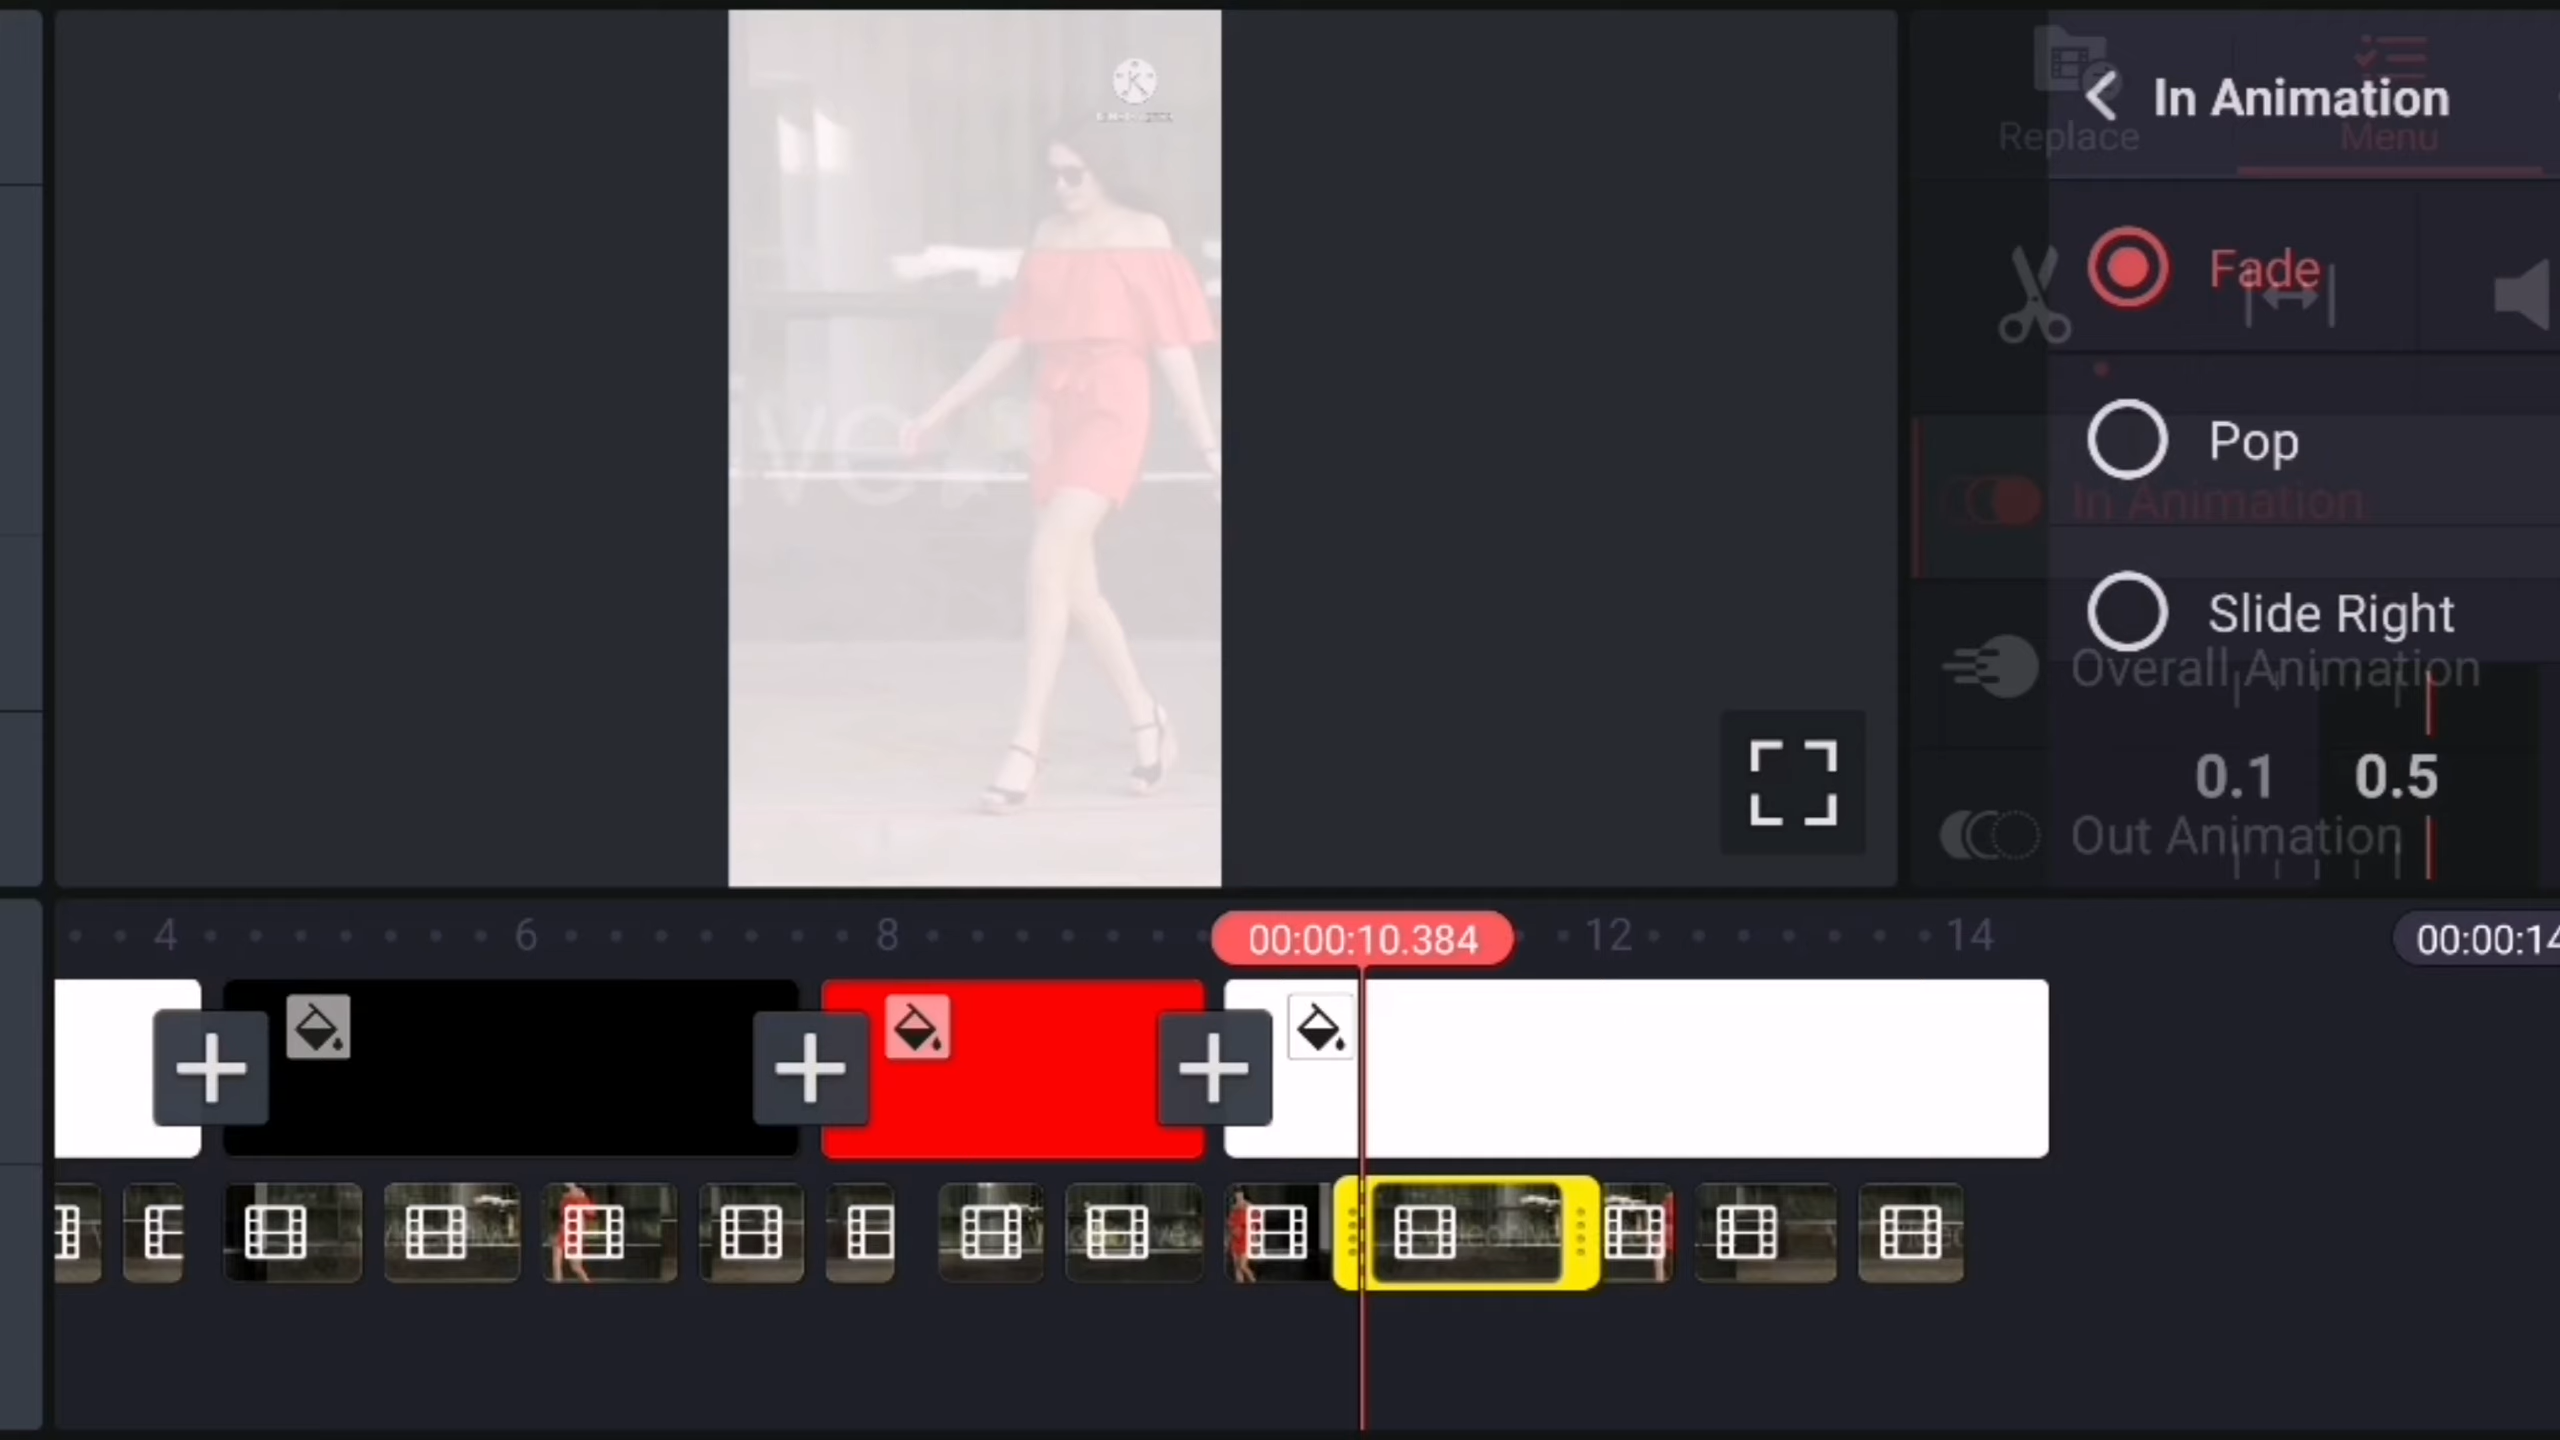 In Animation
Replace
Menu
Fade
Pop
In Animation
Slide Right
Overall Animation
0.1
0.5
Out Animation
4
6
8
00:00:10.384
12
14
00:00:14